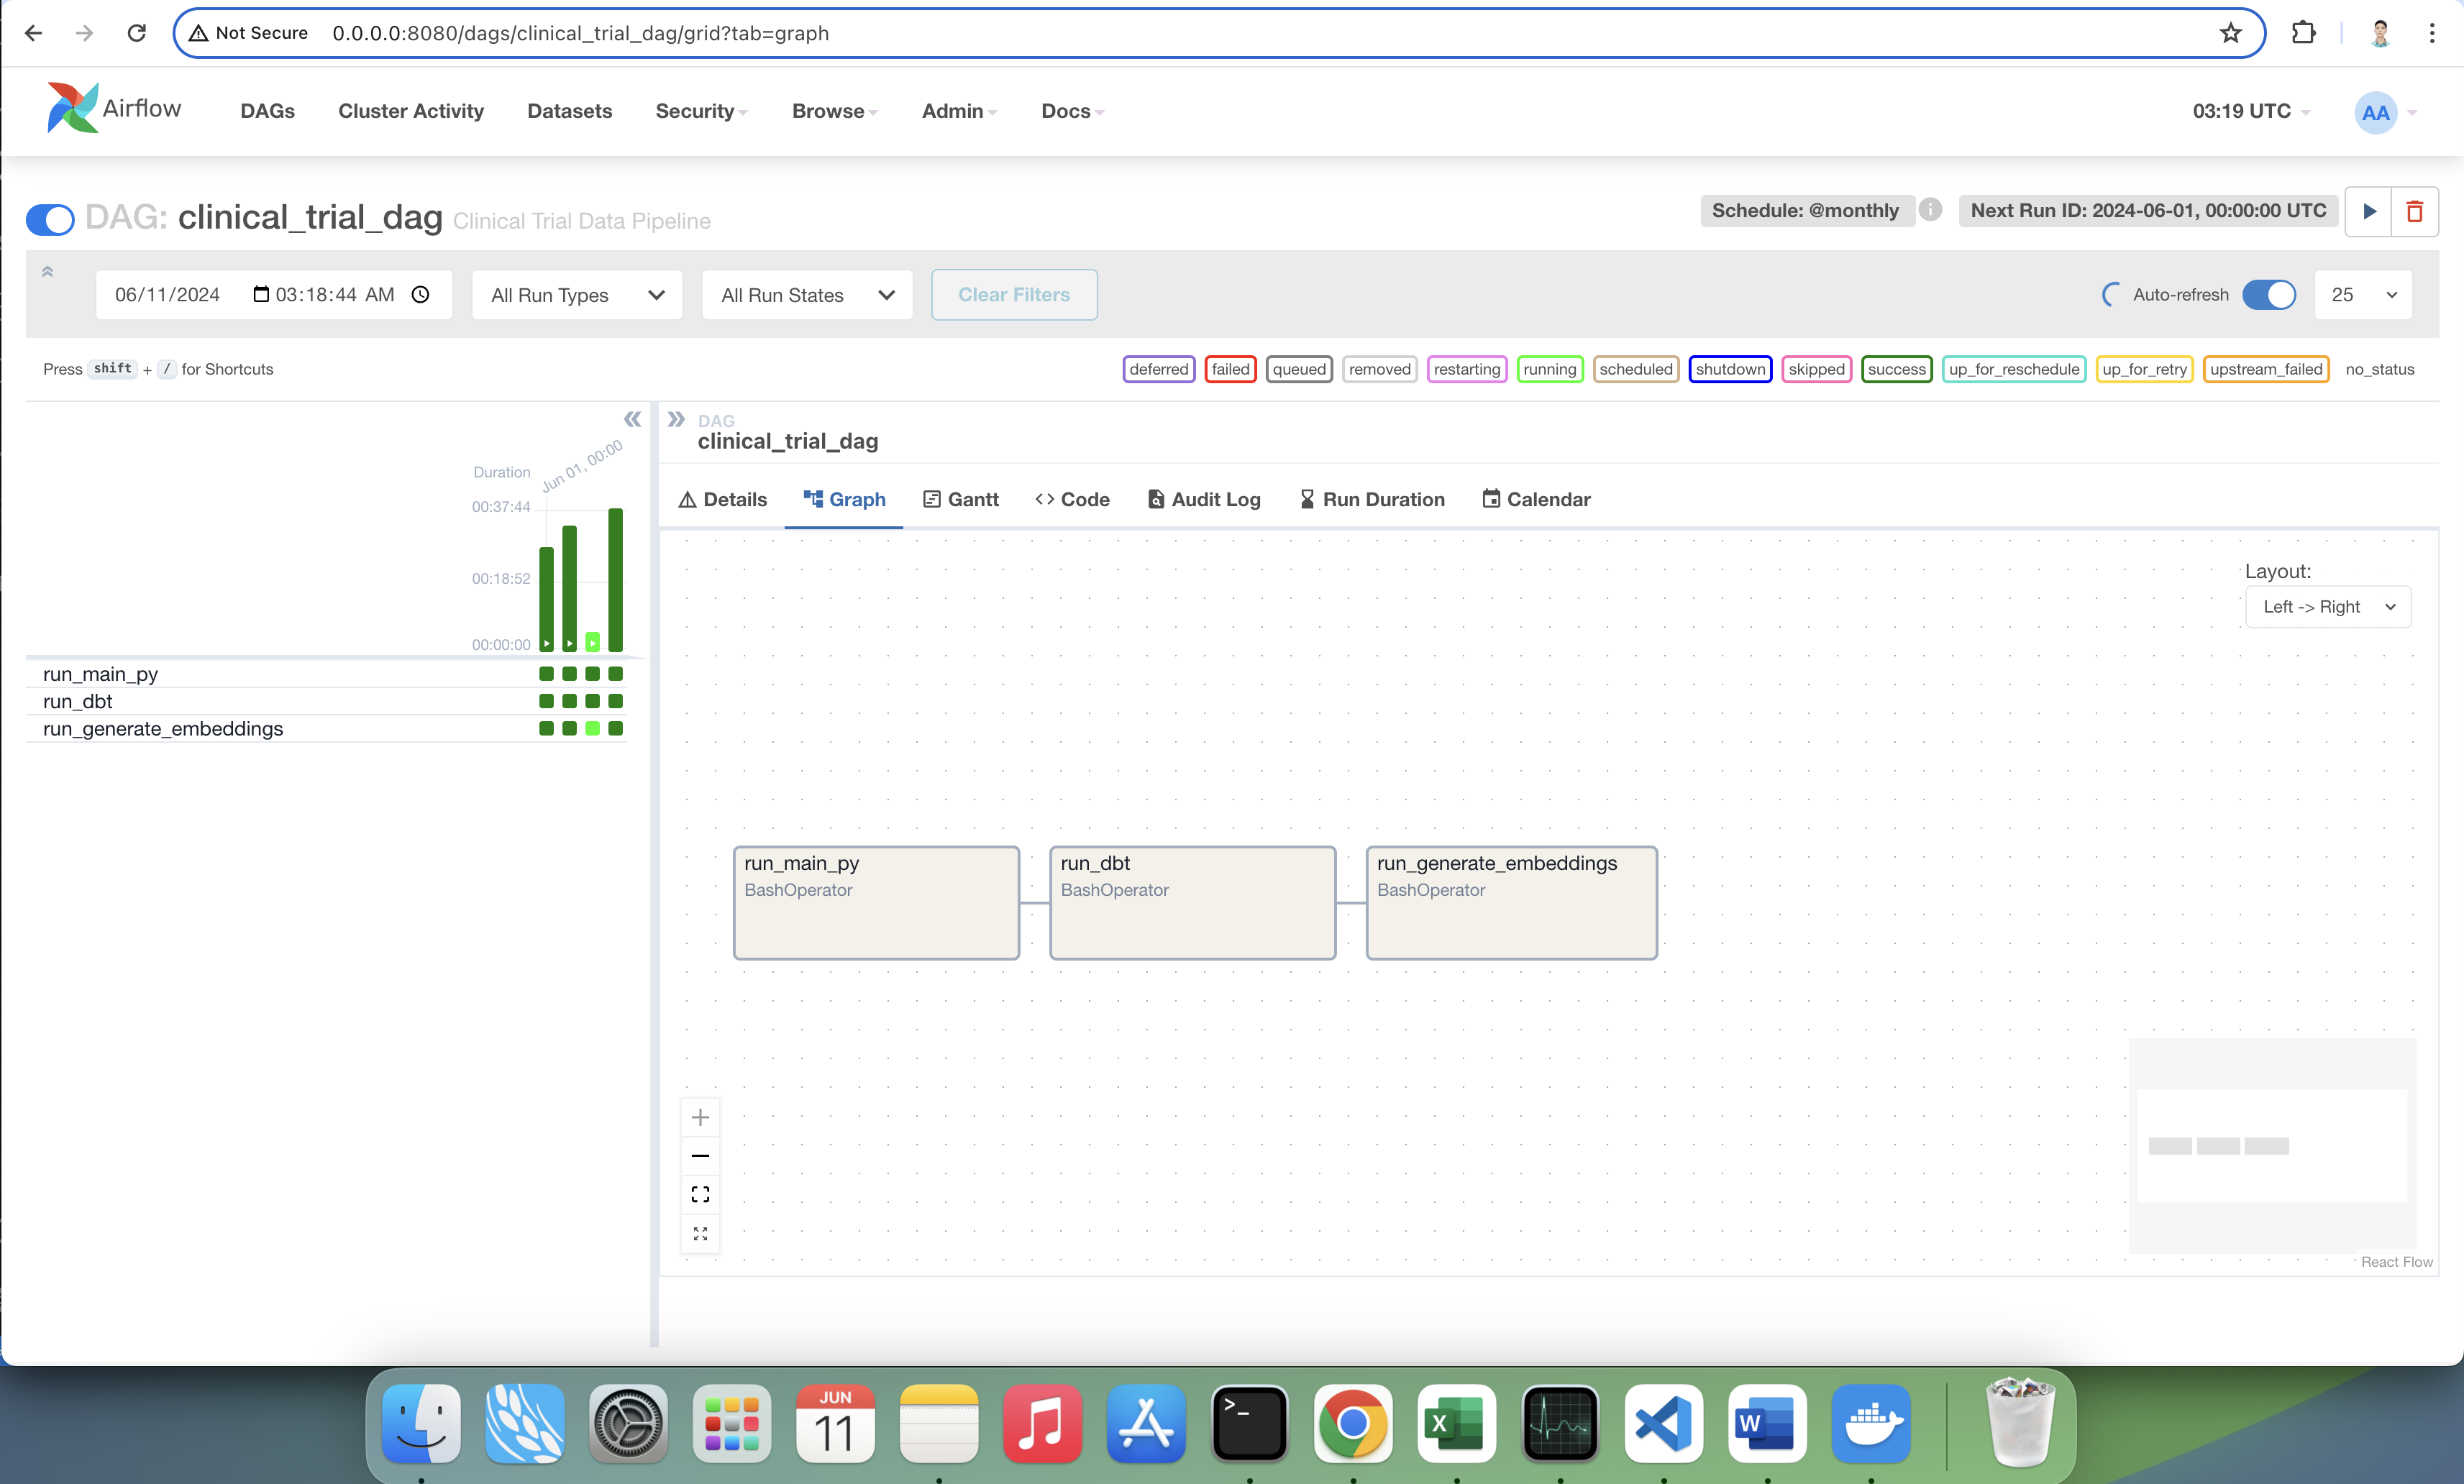 Not Secure 0.0.0.0:8080/dags/clinical_trial_dag/grid?tab=graph
Airflow DAGs Cluster Activity Datasets Security Browse Admin Docs 03:19 UTC AA
DAG: clinical_trial_dag Clinical Trial Data Pipeline Schedule: @monthly i Next Run ID: 2024-06-01, 00:00:00 UTC
06/11/2024 03:18:44 AM All Run Types All Run States Clear Filters Auto-refresh 25
Press shift + / for Shortcuts deferred failed queued removed restarting running scheduled shutdown skipped success up_for_reschedule up_for_retry upstream_failed no_status
DAG
clinical_trial_dag
Duration
Jun 01, 00:00
00:37:44
00:18:52
00:00:00
run_main_py
run_dbt
run_generate_embeddings
Details Graph Gantt Code Audit Log Run Duration Calendar
Layout:
Left -> Right
run_main_py
BashOperator
run_dbt
BashOperator
run_generate_embeddings
BashOperator
React Flow
JUN
11
>_
X
W